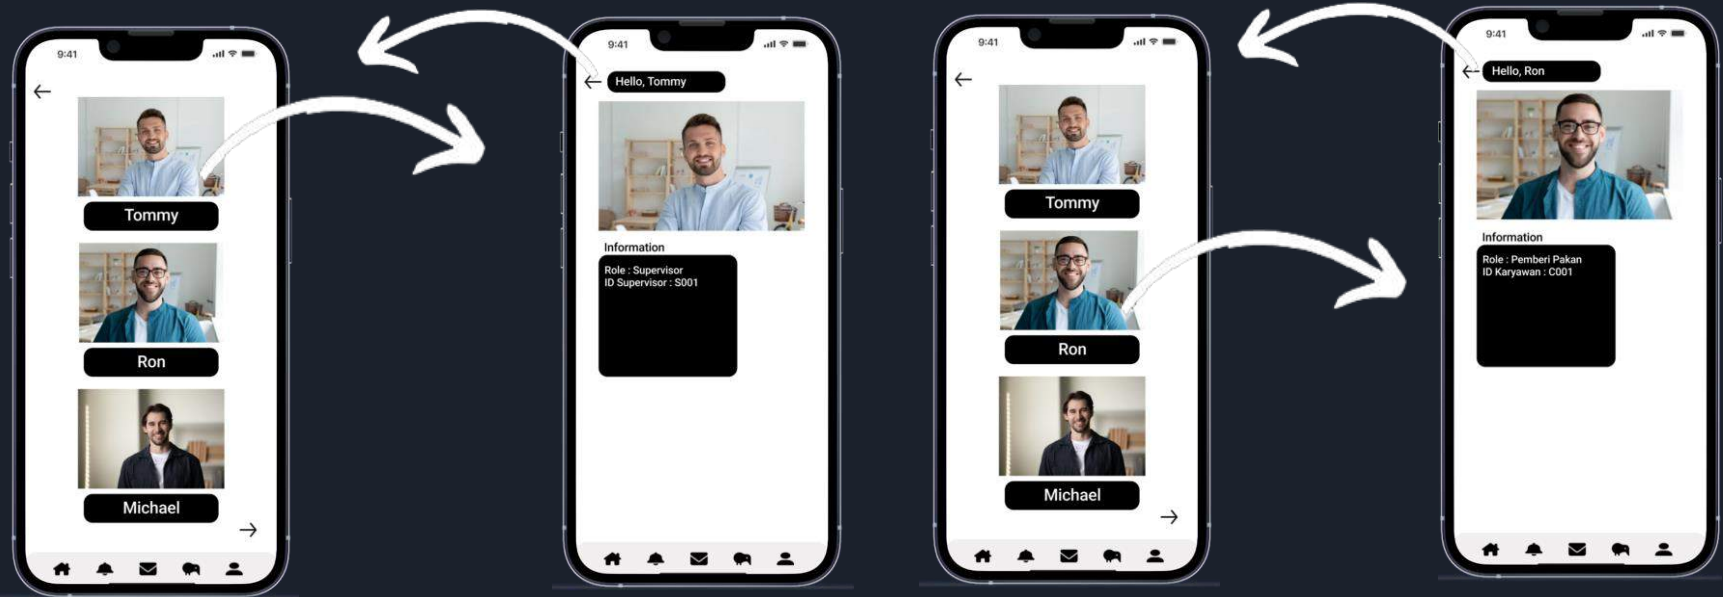 9:41
Tommy
Ron
Michael
9:41
Hello, Tommy
Information
Role : Supervisor
ID Supervisor : S001
9:41
Tommy
Ron
Michael
9:41
Hello, Ron
Information
Role : Pemberi Pakan
ID Karyawan : C001